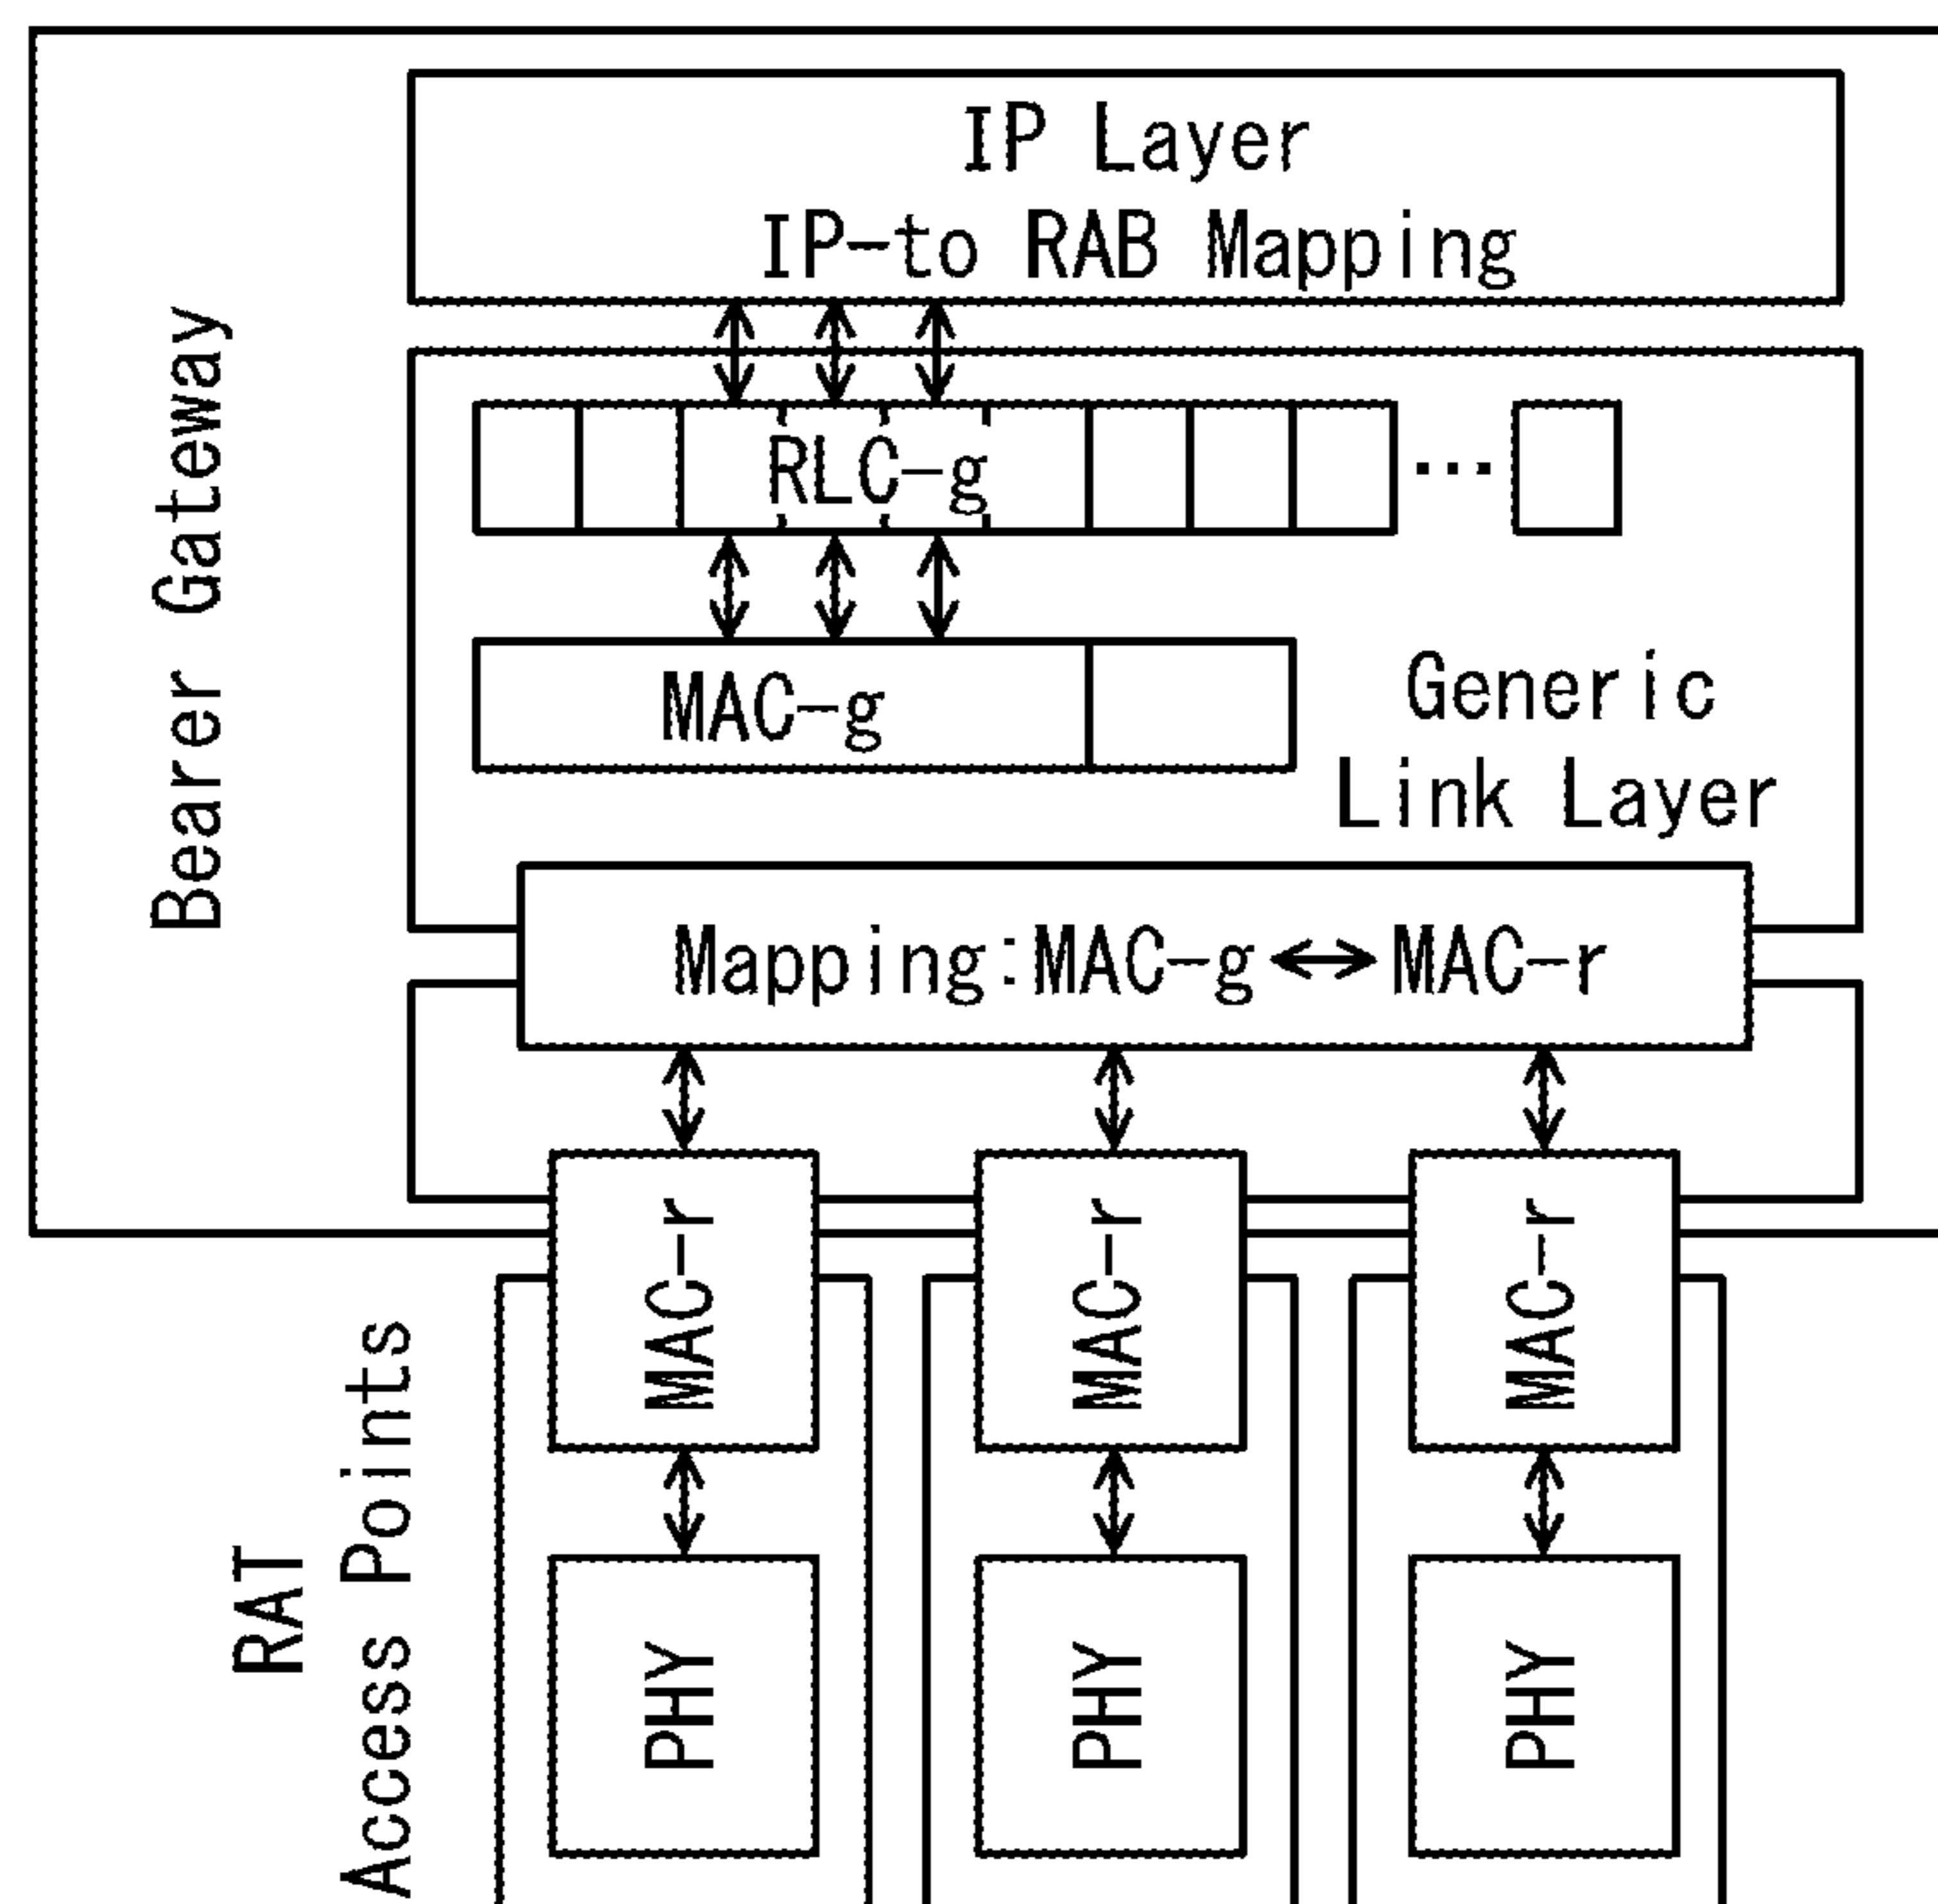 IP Layer
IP-to RAB Mapping
Bearer Gateway
RLC-g
...
MAC-g
Generic
Link Layer
Mapping:MAC-g↔MAC-r
MAC-r
MAC-r
MAC-r
RAT
Access Points
PHY
PHY
PHY